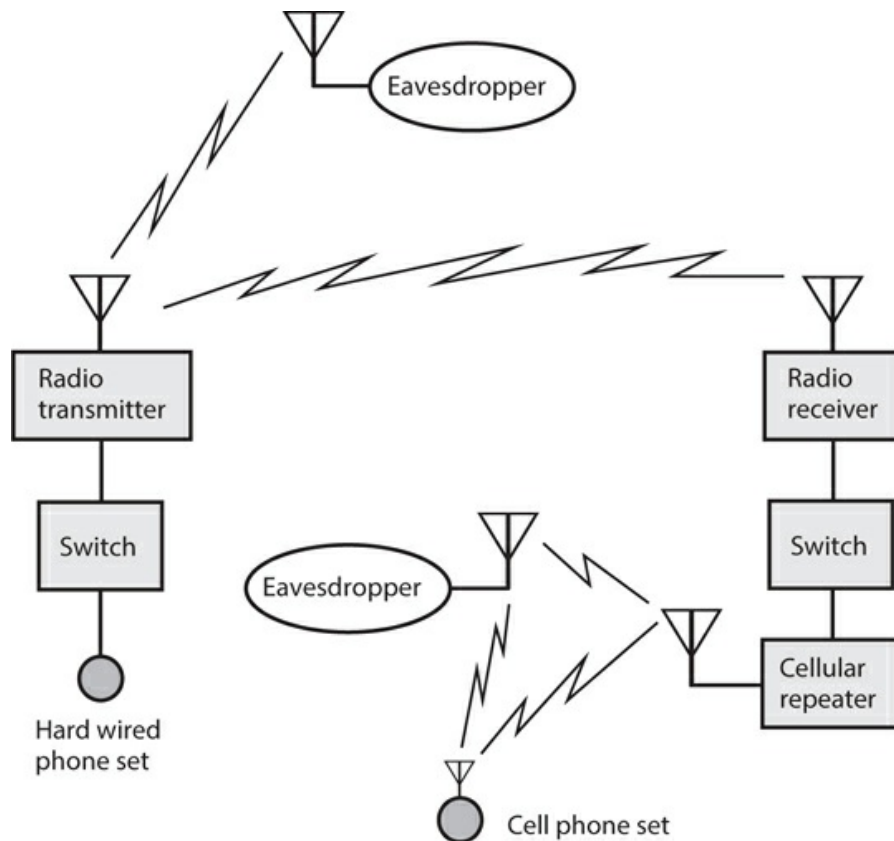 Eavesdropper
Radio
transmitter
Radio
receiver
Switch
Switch
Eavesdropper
Cellular
repeater
Hard wired
phone set
Cell phone set